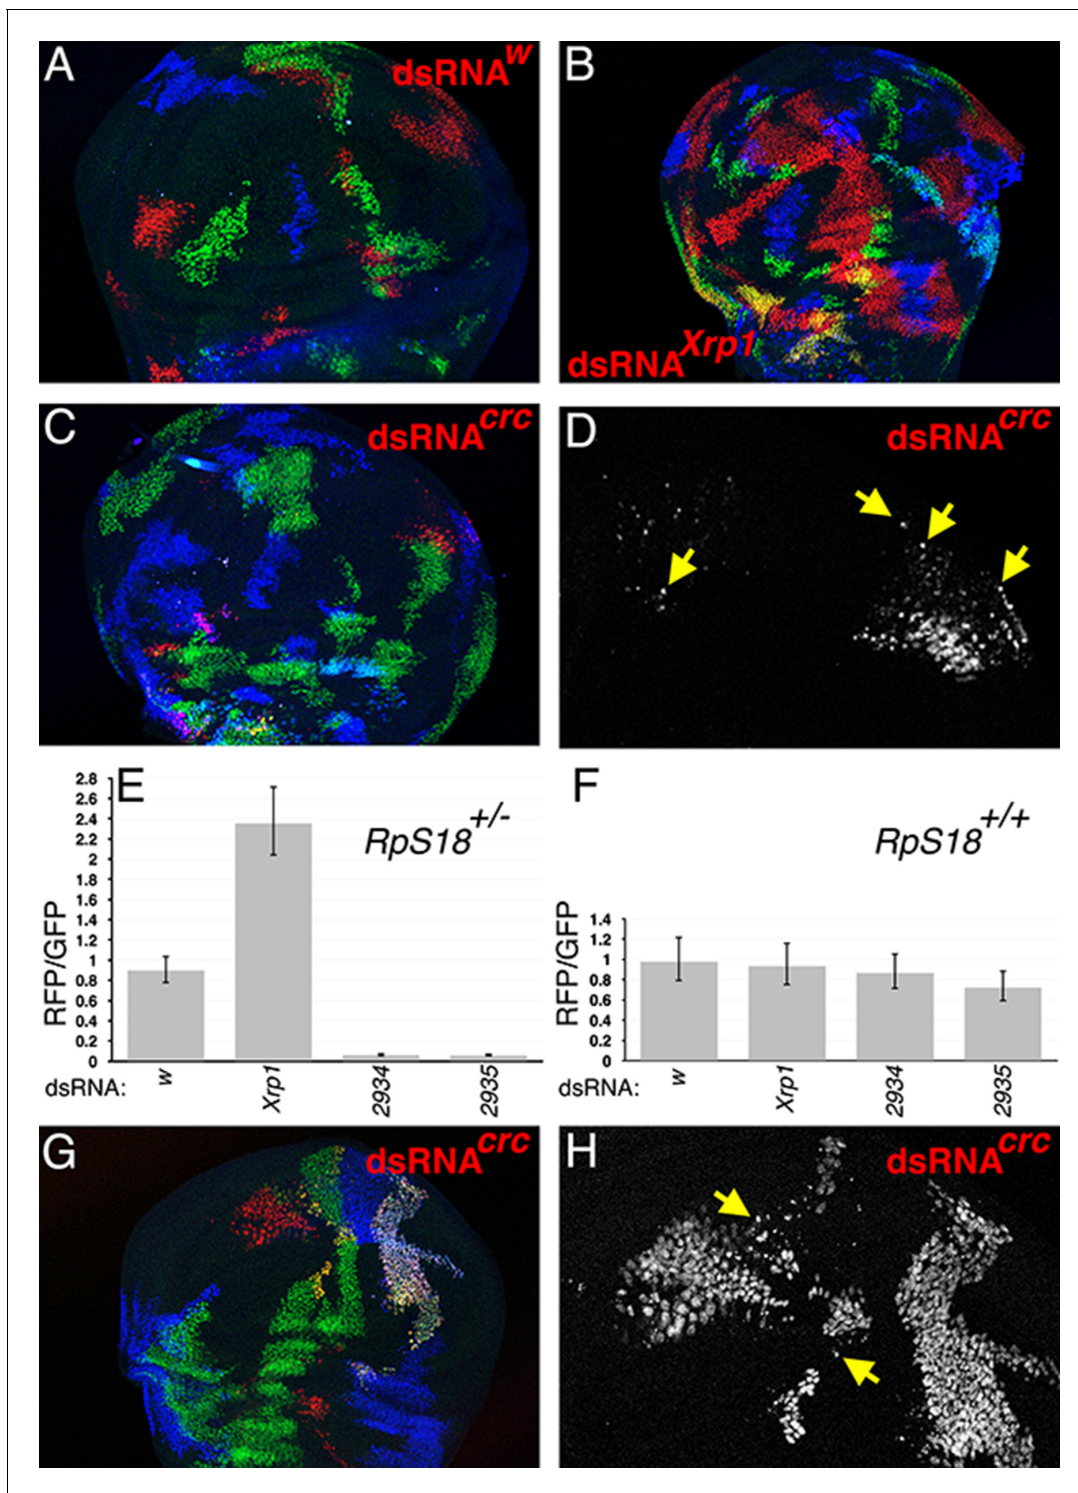 A
dsRNA^w
B
dsRNA^Xrp1
C
dsRNA^crc
D
dsRNA^crc
E
RpS18^+/-
2.8
2.6
2.4
2.2
2
1.8
1.6
1.4
1.2
1
0.8
0.6
0.4
0.2
0
RFP/GFP
dsRNA:
w
Xrp1
2934
2935
F
RpS18^+/+
1.4
1.2
1
0.8
0.6
0.4
0.2
0
RFP/GFP
dsRNA:
w
Xrp1
2934
2935
G
dsRNA^crc
H
dsRNA^crc